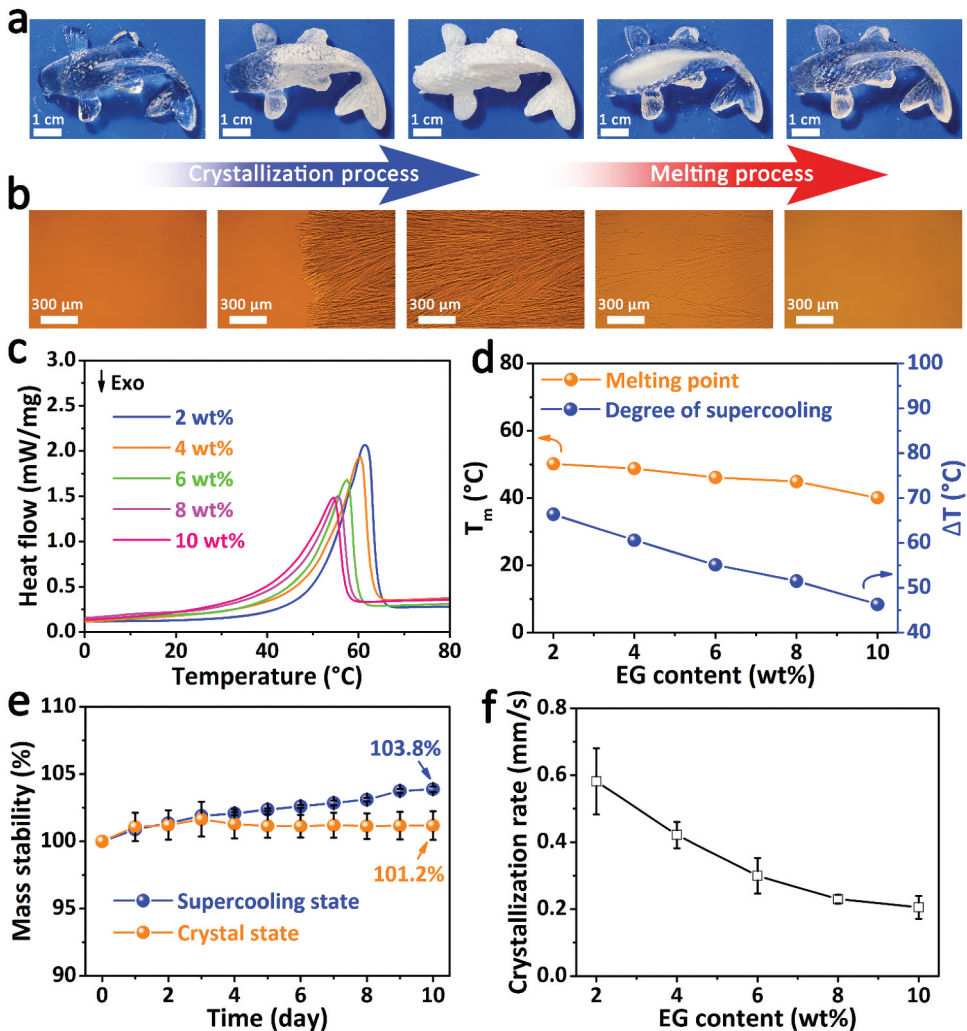 a
1 cm
1 cm
1 cm
1 cm
1 cm
Crystallization process
Melting process
b
300 µm
300 µm
300 µm
300 µm
300 µm
c
3.0
2.5
2.0
1.5
1.0
0.5
0.0
Heat flow (mW/mg)
Exo
2 wt%
4 wt%
6 wt%
8 wt%
10 wt%
0
20
40
60
80
Temperature (°C)
d
80
60
40
20
0
Tm (°C)
Melting point
Degree of supercooling
100
90
80
70
60
50
40
ΔT (°C)
2
4
6
8
10
EG content (wt%)
e
110
105
100
95
90
Mass stability (%)
103.8%
101.2%
Supercooling state
Crystal state
0
2
4
6
8
10
Time (day)
f
0.8
0.6
0.4
0.2
0.0
Crystallization rate (mm/s)
2
4
6
8
10
EG content (wt%)